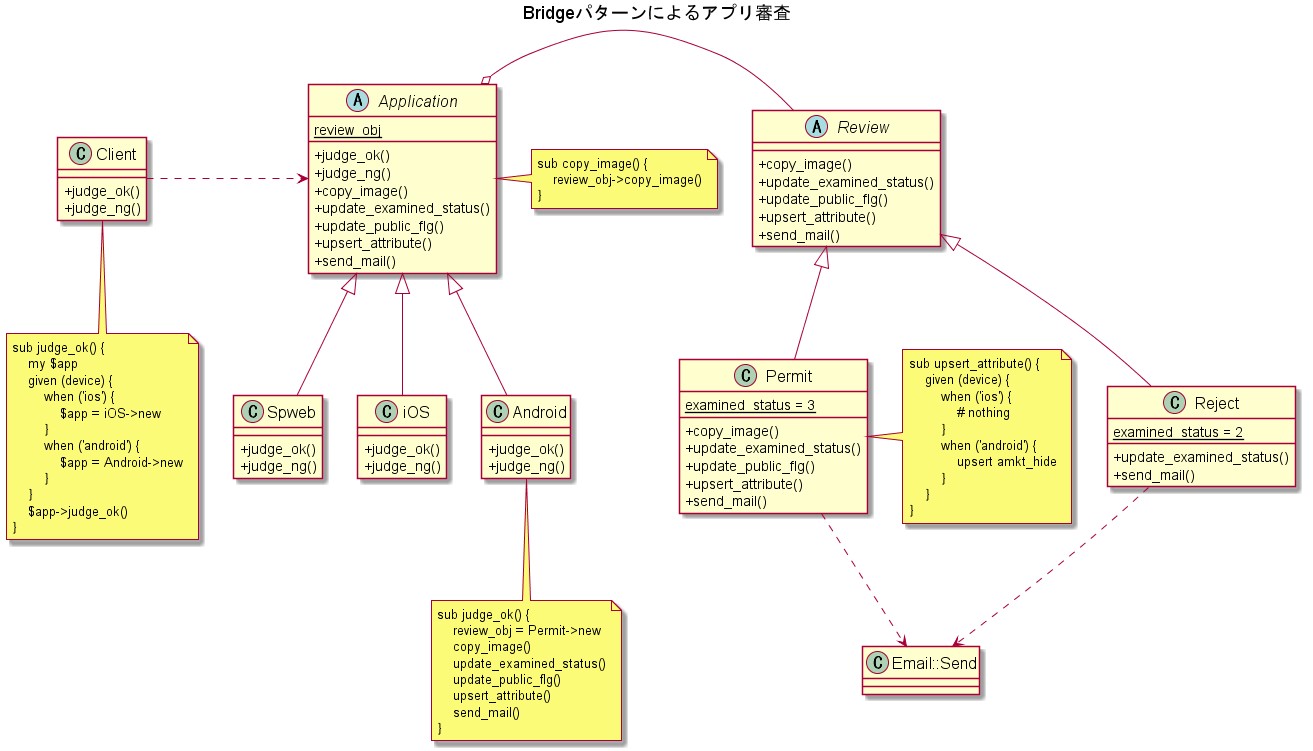 Bridgeパターンによるアプリ審査
A Application
review_obj
+judge_ok()
+judge_ng()
+copy_image()
+update_examined_status()
+update_public_flg()
+upsert_attribute()
+send_mail()
sub copy_image() {
review_obj->copy_image()
}
A Review
+copy_image()
+update_examined_status()
+update_public_flg()
+upsert_attribute()
+send_mail()
C Client
+judge_ok()
+judge_ng()
sub judge_ok() {
my $app
given (device) {
when ('ios') {
$app = iOS->new
}
when ('android') {
$app = Android->new
}
}
$app->judge_ok()
}
C Spweb
+judge_ok()
+judge_ng()
C iOS
+judge_ok()
+judge_ng()
C Android
+judge_ok()
+judge_ng()
C Permit
examined_status = 3
+copy_image()
+update_examined_status()
+update_public_flg()
+upsert_attribute()
+send_mail()
sub upsert_attribute() {
given (device) {
when ('ios') {
# nothing
}
when ('android') {
upsert amkt_hide
}
}
}
C Reject
examined_status = 2
+update_examined_status()
+send_mail()
sub judge_ok() {
review_obj = Permit->new
copy_image()
update_examined_status()
update_public_flg()
upsert_attribute()
send_mail()
}
C Email::Send